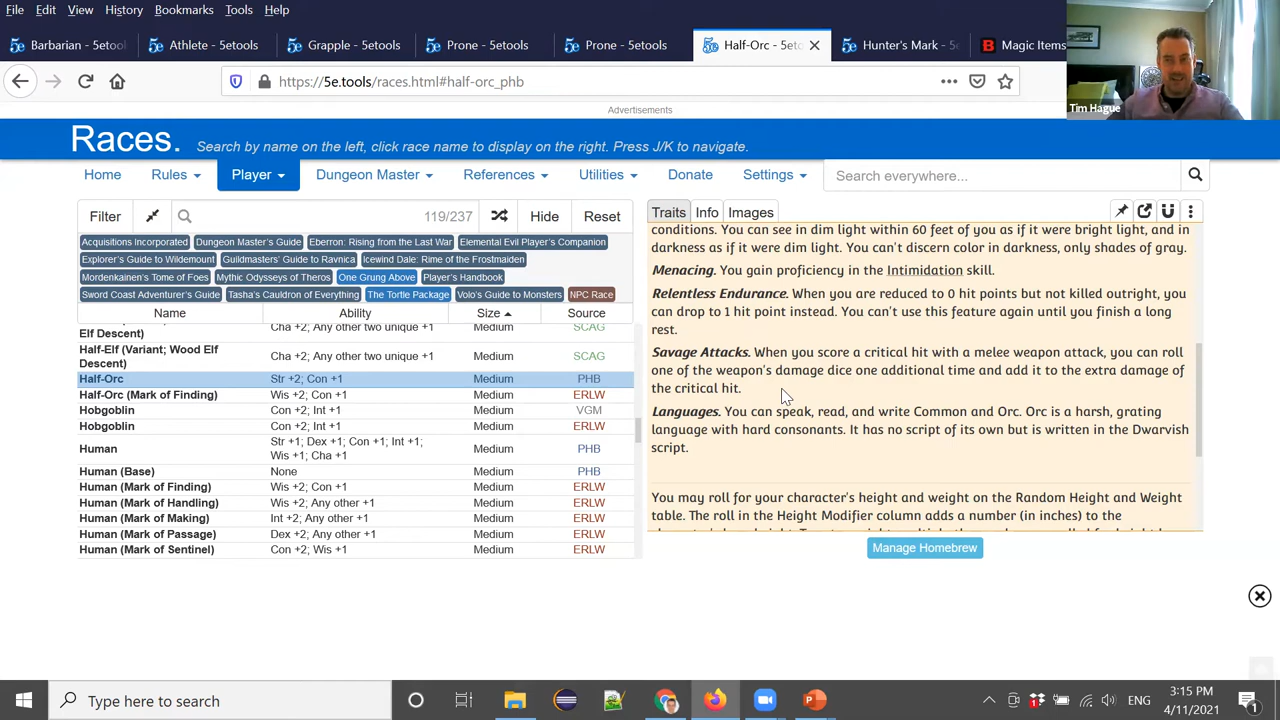 File Edit View History Bookmarks Tools Help
Barbarian - 5etool
Athlete - 5etools
Grapple - 5etools
Prone - 5etools
Prone - 5etools
Half-Orc - 5etc
Hunter's Mark - 5e
Magic Items
https://5e.tools/races.html#half-orc_phb
Tim Hague
Advertisements
Races. Search by name on the left, click race name to display on the right. Press J/K to navigate.
Home Rules Player Dungeon Master References Utilities Donate Settings Search everywhere...
Filter 119/237 Hide Reset
Acquisitions Incorporated Dungeon Master's Guide Eberron: Rising from the Last War Elemental Evil Player's Companion
Explorer's Guide to Wildemount Guildmasters' Guide to Ravnica Icewind Dale: Rime of the Frostmaiden
Mordenkainen's Tome of Foes Mythic Odysseys of Theros One Grung Above Player's Handbook
Sword Coast Adventurer's Guide Tasha's Cauldron of Everything The Tortle Package Volo's Guide to Monsters NPC Race
Name Ability Size Source
Elf Descent) Cha +2; Any other two unique +1 Medium SCAG
Half-Elf (Variant; Wood Elf
Descent) Cha +2; Any other two unique +1 Medium SCAG
Half-Orc Str +2; Con +1 Medium PHB
Half-Orc (Mark of Finding) Wis +2; Con +1 Medium ERLW
Hobgoblin Con +2; Int +1 Medium VGM
Hobgoblin Con +2; Int +1 Medium ERLW
Human Str +1; Dex +1; Con +1; Int +1;
Wis +1; Cha +1 Medium PHB
Human (Base) None Medium PHB
Human (Mark of Finding) Wis +2; Con +1 Medium ERLW
Human (Mark of Handling) Wis +2; Any other +1 Medium ERLW
Human (Mark of Making) Int +2; Any other +1 Medium ERLW
Human (Mark of Passage) Dex +2; Any other +1 Medium ERLW
Human (Mark of Sentinel) Con +2; Wis +1 Medium ERLW
Traits Info Images
conditions. You can see in dim light within 60 feet of you as if it were bright light, and in
darkness as if it were dim light. You can't discern color in darkness, only shades of gray.
Menacing. You gain proficiency in the Intimidation skill.
Relentless Endurance. When you are reduced to 0 hit points but not killed outright, you
can drop to 1 hit point instead. You can't use this feature again until you finish a long
rest.
Savage Attacks. When you score a critical hit with a melee weapon attack, you can roll
one of the weapon's damage dice one additional time and add it to the extra damage of
the critical hit.
Languages. You can speak, read, and write Common and Orc. Orc is a harsh, grating
language with hard consonants. It has no script of its own but is written in the Dwarvish
script.
You may roll for your character's height and weight on the Random Height and Weight
table. The roll in the Height Modifier column adds a number (in inches) to the
Manage Homebrew
Type here to search
ENG
3:15 PM
4/11/2021